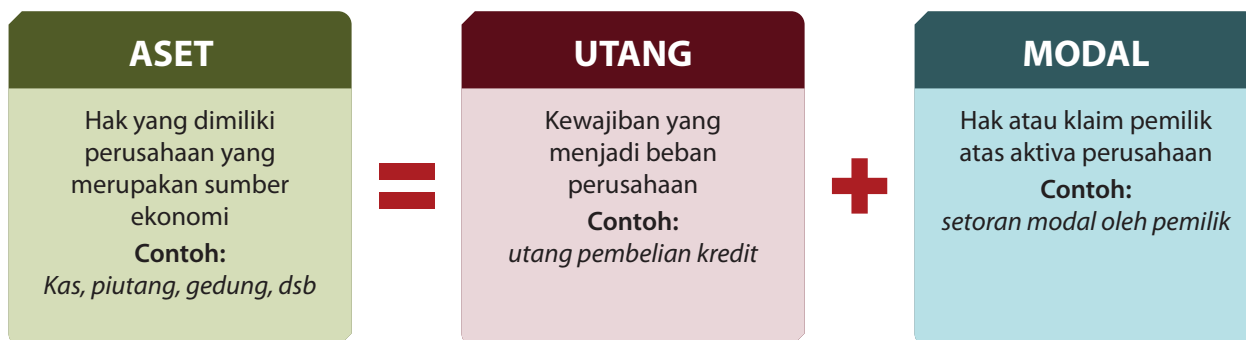 ASET
Hak yang dimiliki
perusahaan yang
merupakan sumber
ekonomi
Contoh:
Kas, piutang, gedung, dsb
=
UTANG
Kewajiban yang
menjadi beban
perusahaan
Contoh:
utang pembelian kredit
+
MODAL
Hak atau klaim pemilik
atas aktiva perusahaan
Contoh:
setoran modal oleh pemilik